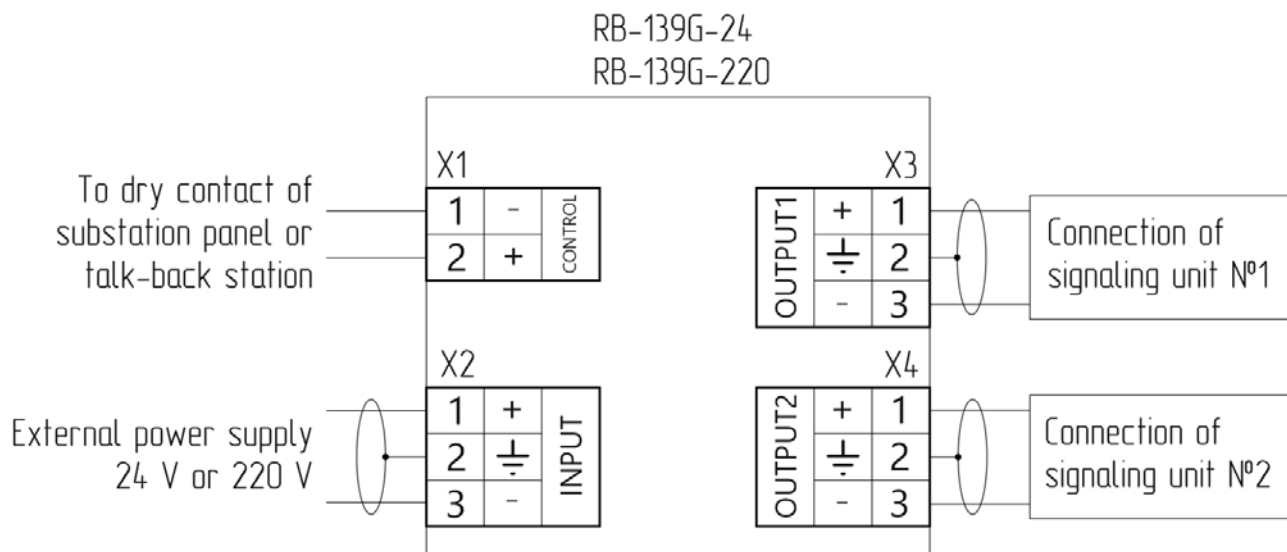 RB-139G-24
RB-139G-220
X1
To dry contact of
substation panel or
talk-back station
1 -
2 +
CONTROL
X3
OUTPUT1
+ 1
2
- 3
Connection of
signaling unit Nº1
X2
External power supply
24 V or 220 V
1 +
2
3 -
INPUT
X4
OUTPUT2
+ 1
2
- 3
Connection of
signaling unit Nº2